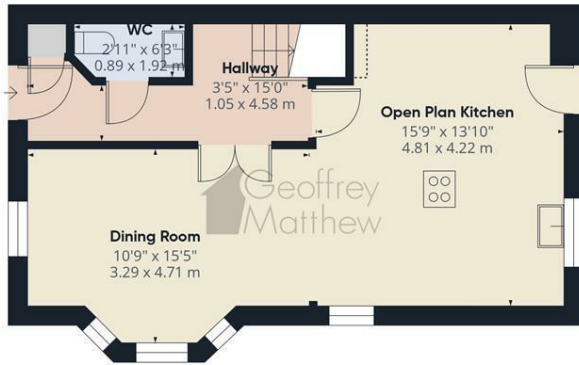 WC
2'11" x 6'3"
0.89 x 1.92 m
Hallway
3'5" x 15'0"
1.05 x 4.58 m
Open Plan Kitchen
15'9" x 13'10"
4.81 x 4.22 m
Geoffrey
Matthew
Dining Room
10'9" x 15'5"
3.29 x 4.71 m